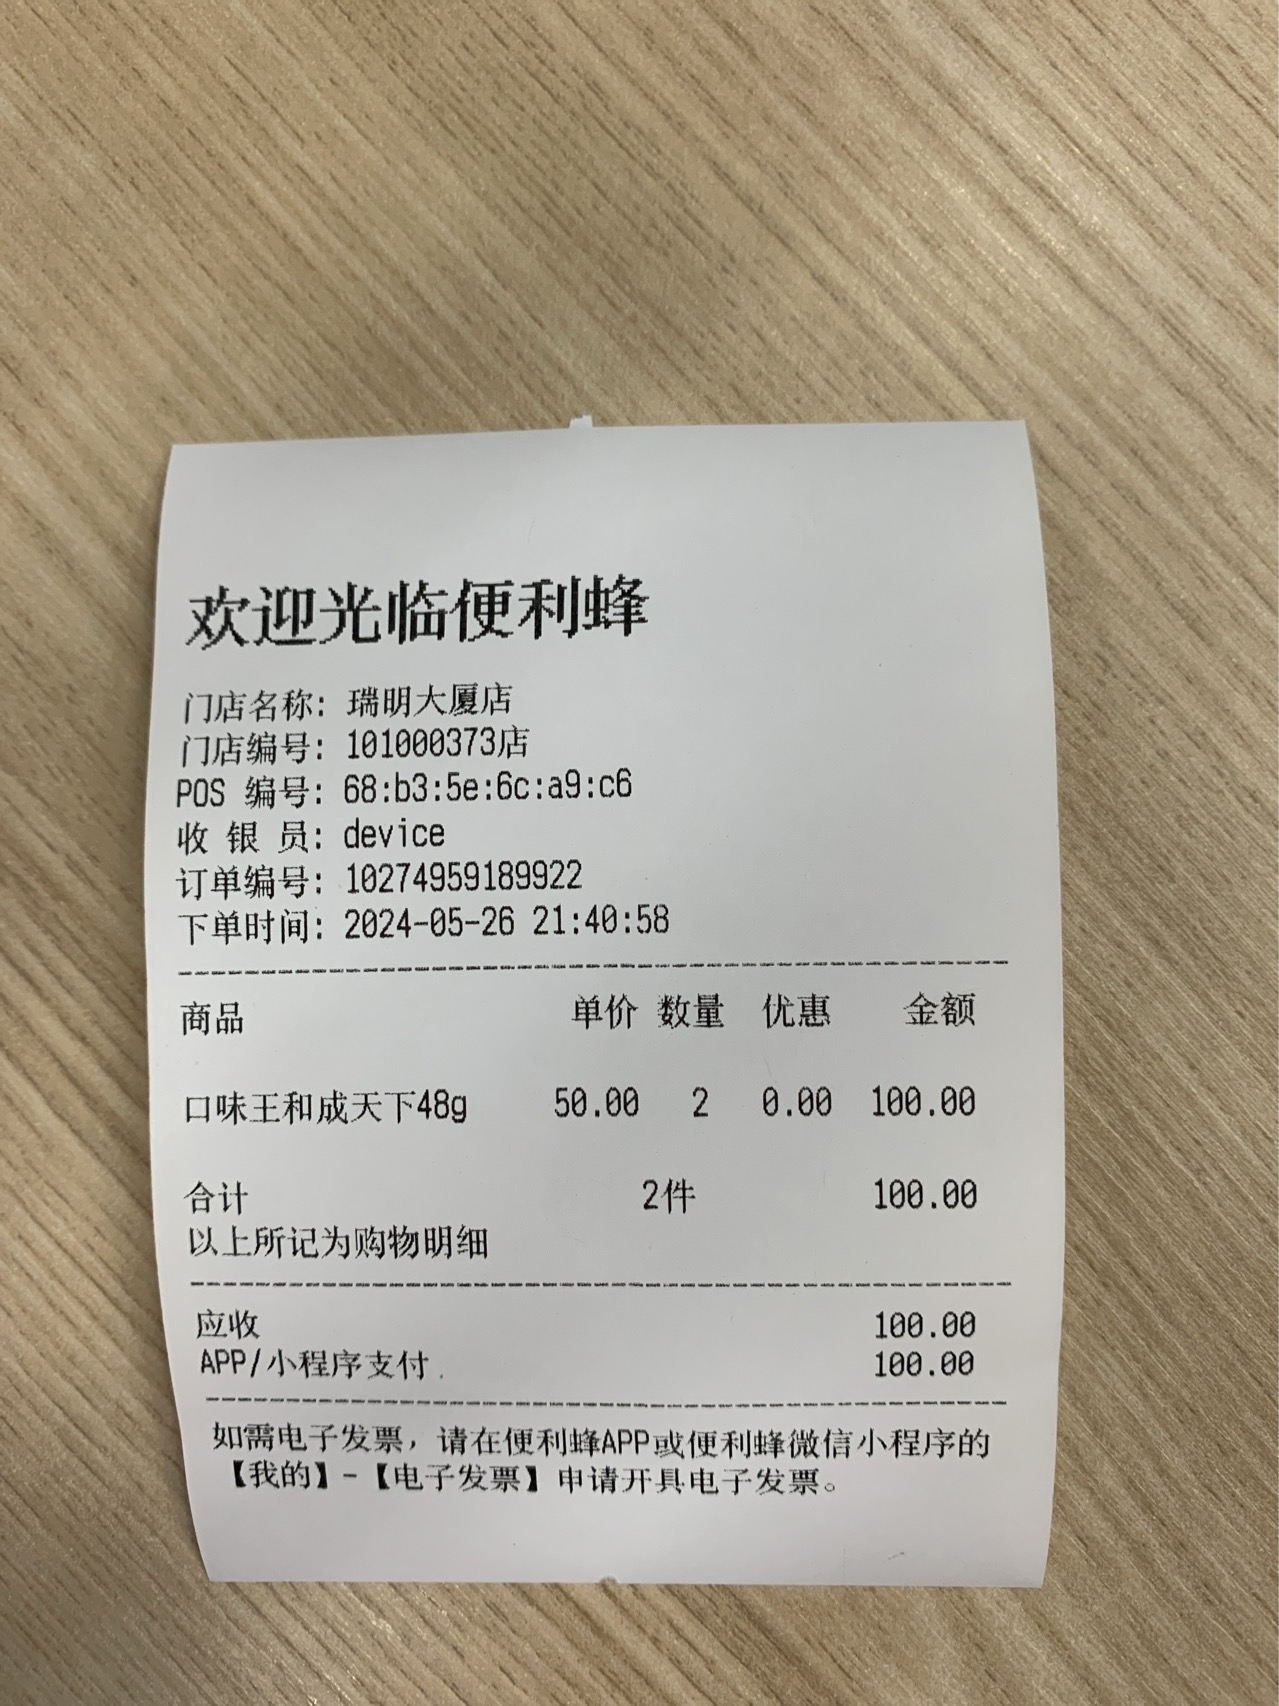 欢迎光临便利蜂
门店名称: 瑞明大厦店
门店编号: 101000373店
POS 编号: 68:b3:5e:6c:a9:c6
收 银 员: device
订单编号: 10274959189922
下单时间: 2024-05-26 21:40:58
商品 单价 数量 优惠 金额
口味王和成天下48g 50.00 2 0.00 100.00
合计 2件 100.00
以上所记为购物明细
应收 100.00
APP/小程序支付 100.00
如需电子发票，请在便利蜂APP或便利蜂微信小程序的
【我的】-【电子发票】申请开具电子发票。